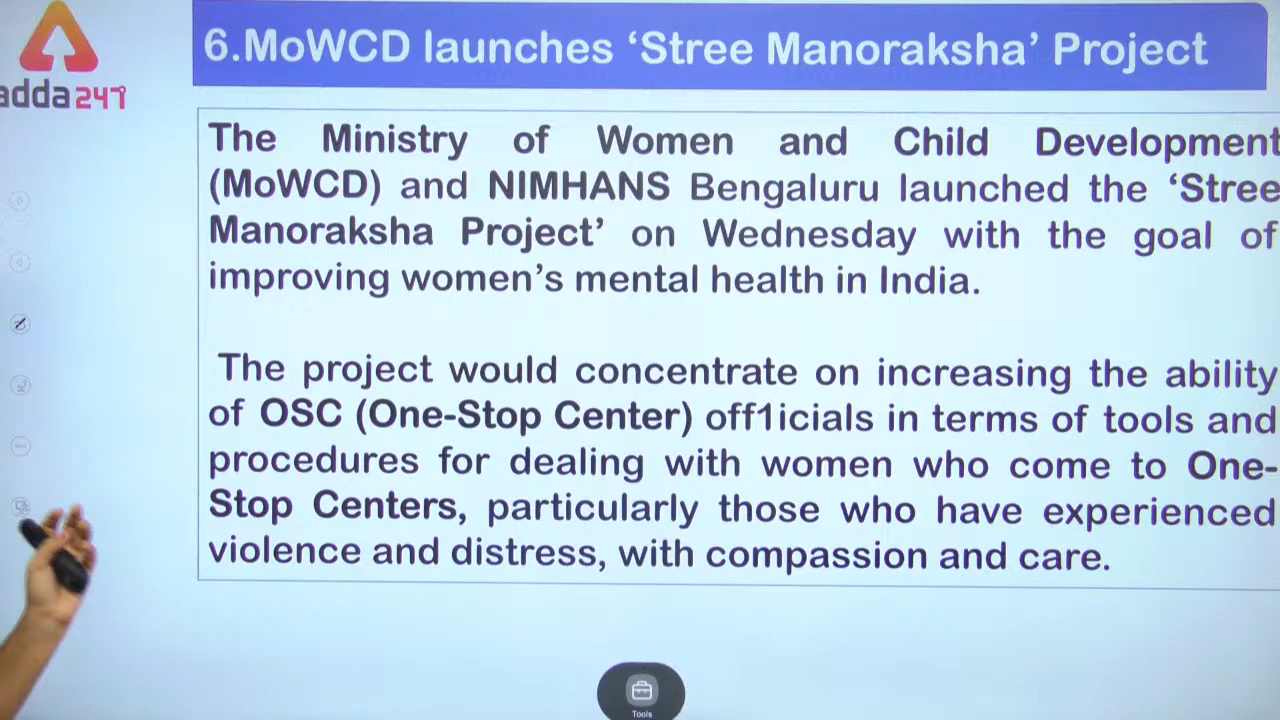 6.MoWCD launches ‘Stree Manoraksha’ Project
adda247
The Ministry of Women and Child Development
(MoWCD) and NIMHANS Bengaluru launched the ‘Stree
Manoraksha Project’ on Wednesday with the goal of
improving women’s mental health in India.
The project would concentrate on increasing the ability
of OSC (One-Stop Center) off1icials in terms of tools and
procedures for dealing with women who come to One-
Stop Centers, particularly those who have experienced
violence and distress, with compassion and care.
Tools